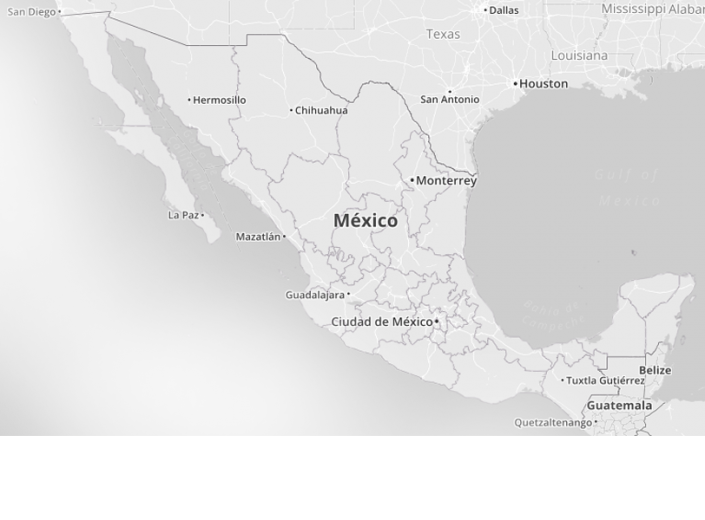 San Diego
Dallas
Mississippi Alabar
Texas
Louisiana
Houston
San Antonio
Hermosillo
Chihuahua
Monterrey
Gulf of
Mexico
La Paz
México
Mazatlán
Guadalajara
Bahía de
Campeche
Ciudad de México
Belize
Tuxtla Gutiérrez
Guatemala
Quetzaltenango